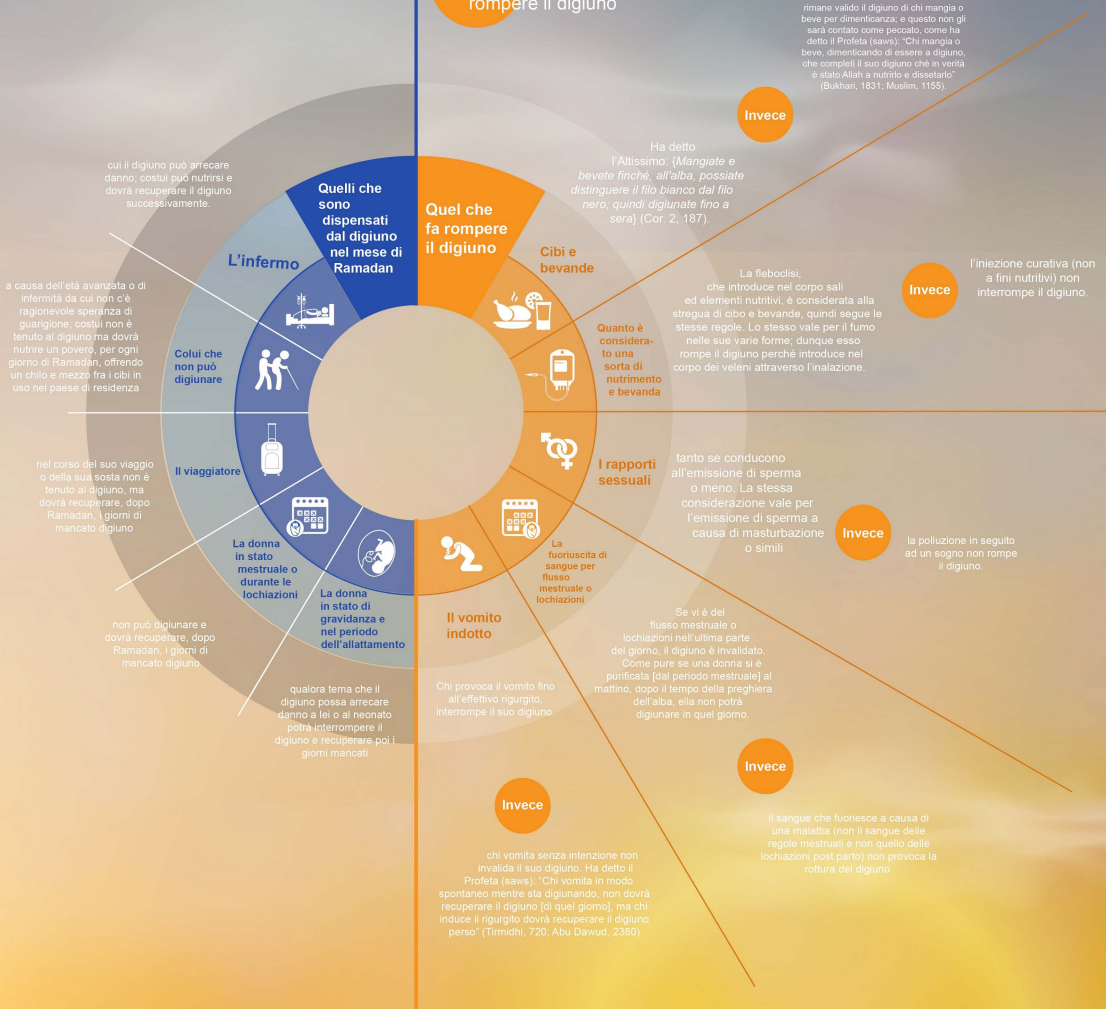 rompere il digiuno
rimane valido il digiuno di chi mangia o
beve per dimenticanza; e questo non gli
sarà contato come peccato, come ha
detto il Profeta (saws): “Chi mangia o
beve, dimenticando di essere a digiuno,
che completi il suo digiuno ché in verità
è stato Allah a nutrirlo e dissetarlo”
(Bukhari, 1831; Muslim, 1155).
Invece
Ha detto
l’Altissimo: {Mangiate e
bevete finché, all’alba, possiate
distinguere il filo bianco dal filo
nero; quindi digiunate fino a
sera} (Cor. 2, 187).
Quel che
fa rompere
il digiuno
Cibi e
bevande
Quanto è
considera-
to una
sorta di
nutrimento
e bevanda
La fleboclisi,
che introduce nel corpo sali
ed elementi nutritivi, è considerata alla
stregua di cibo e bevande, quindi segue le
stesse regole. Lo stesso vale per il fumo
nelle sue varie forme; dunque esso
rompe il digiuno perchè introduce nel
corpo dei veleni attraverso l’inalazione.
Invece
l’iniezione curativa (non
a fini nutritivi) non
interrompe il digiuno.
I rapporti
sessuali
tanto se conducono
all’emissione di sperma
o meno. La stessa
considerazione vale per
l’emissione di sperma a
causa di masturbazione
o simili
Invece
la polluzione in seguito
ad un sogno non rompe
il digiuno.
La
fuoriuscita di
sangue per
flusso
mestruale o
lochiazioni
Se vi è del
flusso mestruale o
lochiazioni nell’ultima parte
del giorno, il digiuno è invalidato.
Come pure se una donna si è
purificata [dal periodo mestruale] al
mattino, dopo il tempo della preghiera
dell’alba, ella non potrà
digiunare in quel giorno.
Invece
il sangue che fuoriesce a causa di
una malattia (non il sangue delle
regole mestruali e non quello delle
lochiazioni post parto) non provoca la
rottura del digiuno.
Il vomito
indotto
Chi provoca il vomito fino
all’effettivo rigurgito,
interrompe il suo digiuno
Invece
chi vomita senza intenzione non
invalida il suo digiuno. Ha detto il
Profeta (saws): “Chi vomita in modo
spontaneo mentre sta digiunando, non dovrà
recuperare il digiuno [di quel giorno], ma chi
induce il rigurgito dovrà recuperare il digiuno
perso” (Tirmidhi, 720; Abu Dawud, 2380)
Quelli che
sono
dispensati
dal digiuno
nel mese di
Ramadan
L’infermo
cui il digiuno può arrecare
danno; costui può nutrirsi e
dovrà recuperare il digiuno
successivamente.
Colui che
non può
digiunare
a causa dell’età avanzata o di
infermità da cui non c’è
ragionevole speranza di
guarigione; costui non è
tenuto al digiuno ma dovrà
nutrire un povero, per ogni
giorno di Ramadan, offrendo
un chilo e mezzo fra i cibi in
uso nel paese di residenza
Il viaggiatore
nel corso del suo viaggio
o della sua sosta non è
tenuto al digiuno, ma
dovrà recuperare, dopo
Ramadan, i giorni di
mancato digiuno
La donna
in stato
mestruale o
durante le
lochiazioni
non può digiunare e
dovrà recuperare, dopo
Ramadan, i giorni di
mancato digiuno.
La donna
in stato di
gravidanza e
nel periodo
dell’allattamento
qualora tema che il
digiuno possa arrecare
danno a lei o al neonato
potrà interrompere il
digiuno e recuperare poi i
giorni mancati